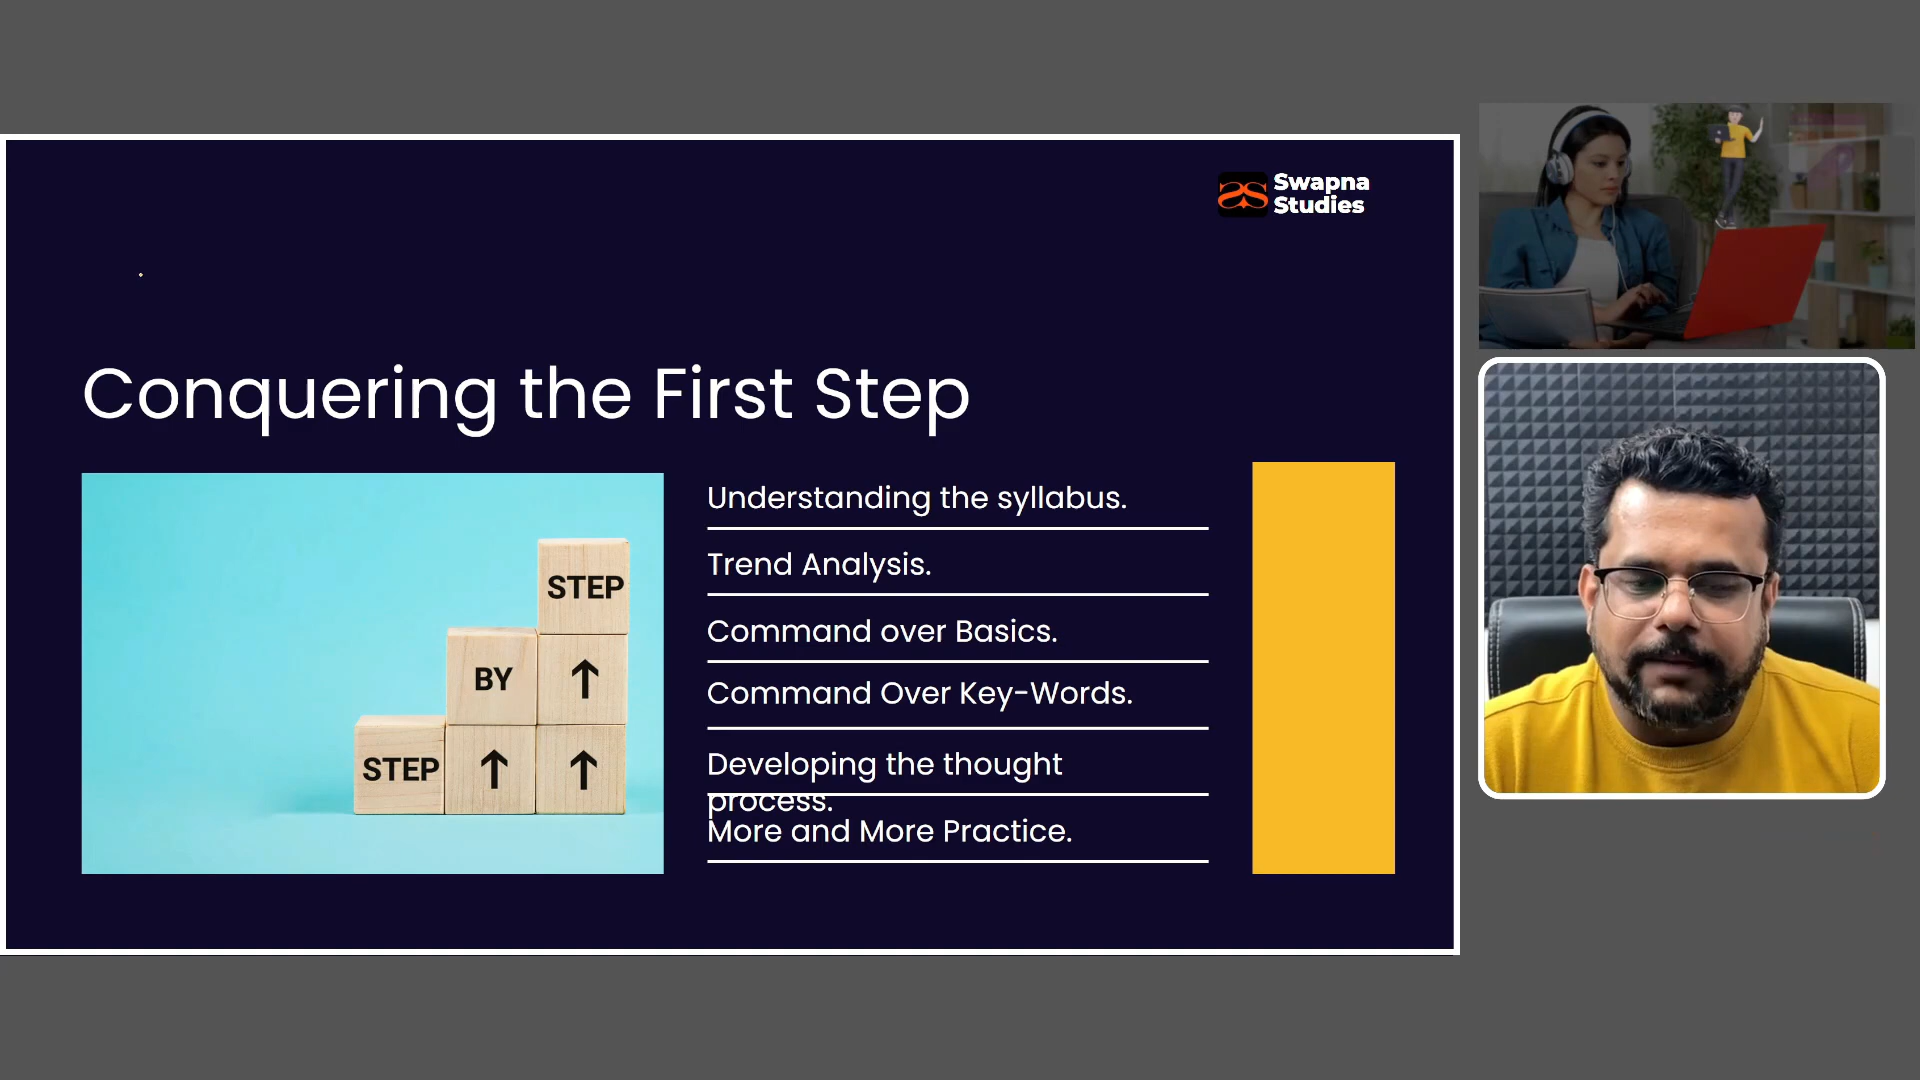 Swapna
Studies
Conquering the First Step
Understanding the syllabus.
Trend Analysis.
Command over Basics.
Command Over Key-Words.
Developing the thought
process.
More and More Practice.
STEP
BY
STEP